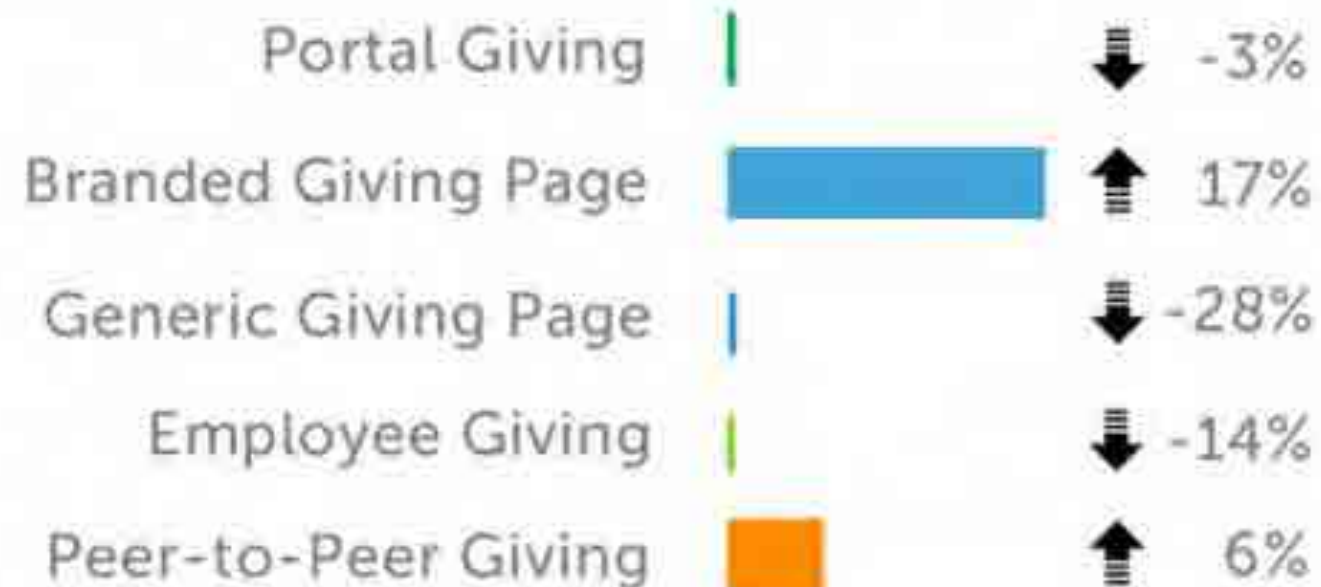 Portal Giving -3%
Branded Giving Page 17%
Generic Giving Page -28%
Employee Giving -14%
Peer-to-Peer Giving 6%